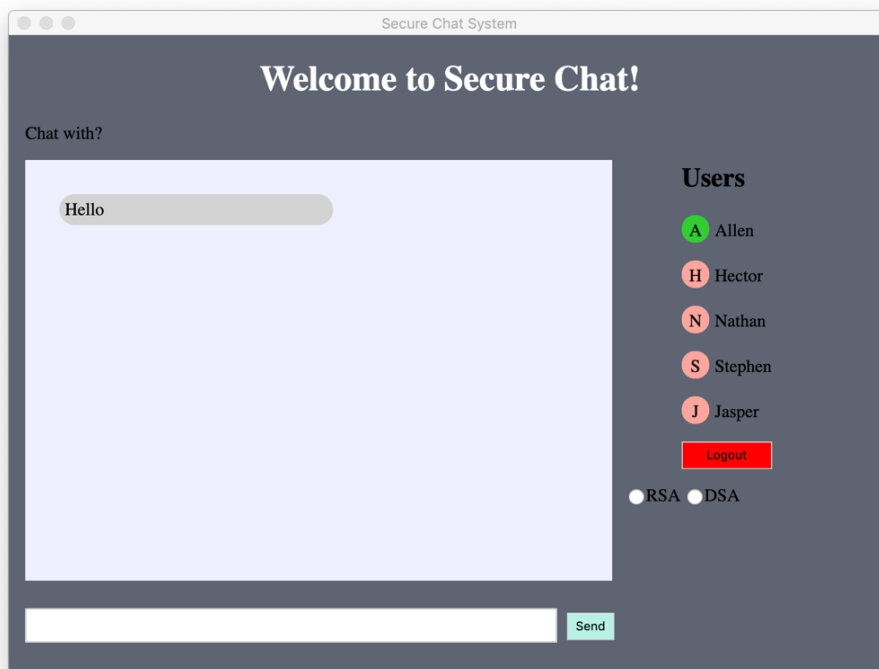 Secure Chat System
Welcome to Secure Chat!
Chat with?
Hello
Users
A Allen
H Hector
N Nathan
S Stephen
J Jasper
Logout
RSA DSA
Send